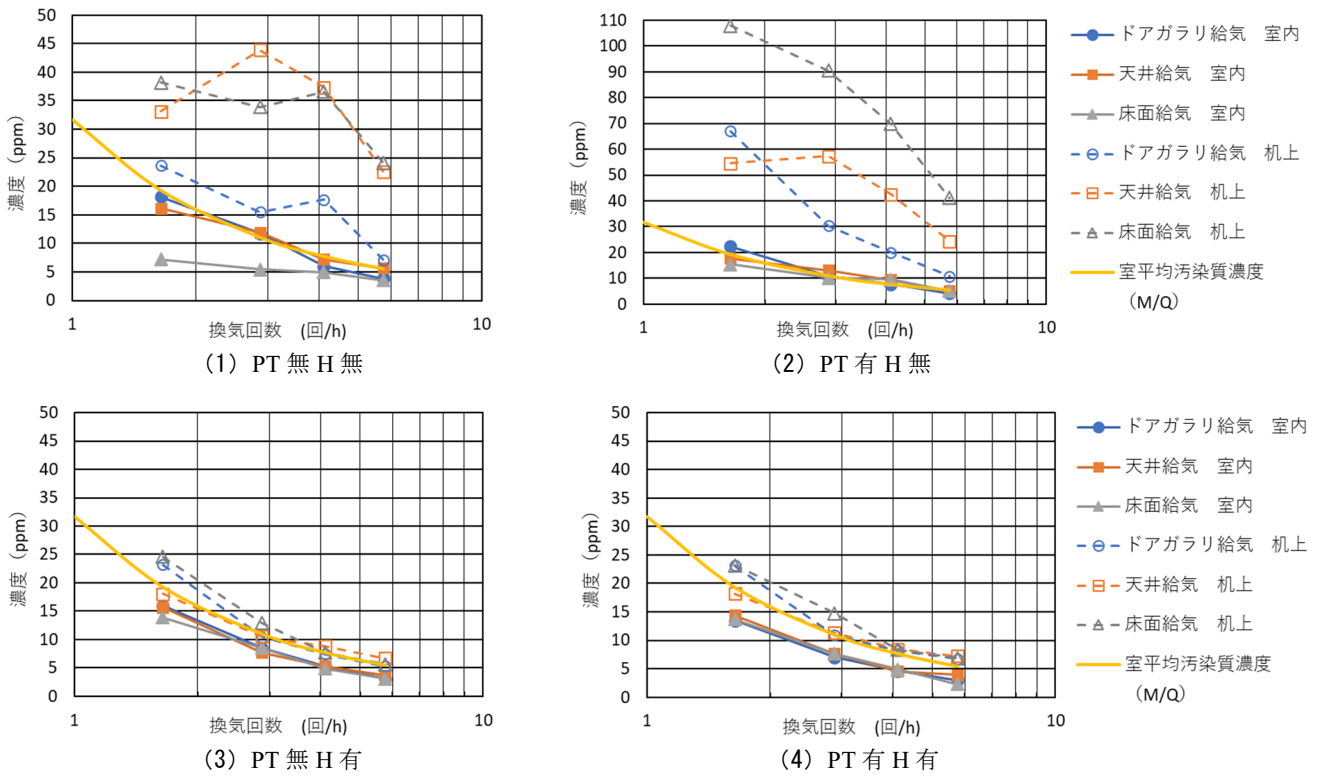 50
45
40
35
30
25
20
15
10
5
0
濃度（ppm）
1
10
換気回数　(回/h)
（1）PT 無 H 無
110
100
90
80
70
60
50
40
30
20
10
0
濃度（ppm）
1
10
換気回数　(回/h)
（2）PT 有 H 無
ドアガラリ給気　室内
天井給気　室内
床面給気　室内
ドアガラリ給気　机上
天井給気　机上
床面給気　机上
室平均汚染質濃度
（M/Q）
50
45
40
35
30
25
20
15
10
5
0
濃度（ppm）
1
10
換気回数　(回/h)
（3）PT 無 H 有
50
45
40
35
30
25
20
15
10
5
0
濃度（ppm）
1
10
換気回数　(回/h)
（4）PT 有 H 有
ドアガラリ給気　室内
天井給気　室内
床面給気　室内
ドアガラリ給気　机上
天井給気　机上
床面給気　机上
室平均汚染質濃度
（M/Q）